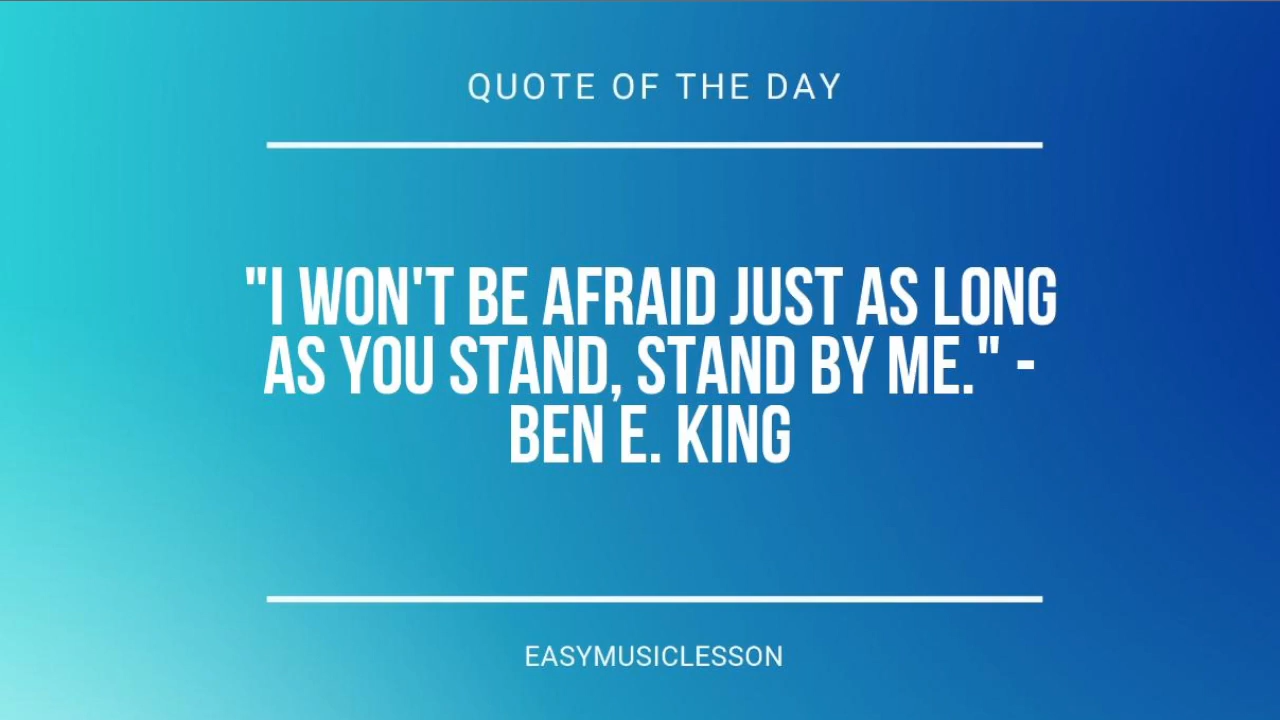 QUOTE OF THE DAY
"I WON'T BE AFRAID JUST AS LONG
AS YOU STAND, STAND BY ME." -
BEN E. KING
EASYMUSICLESSON